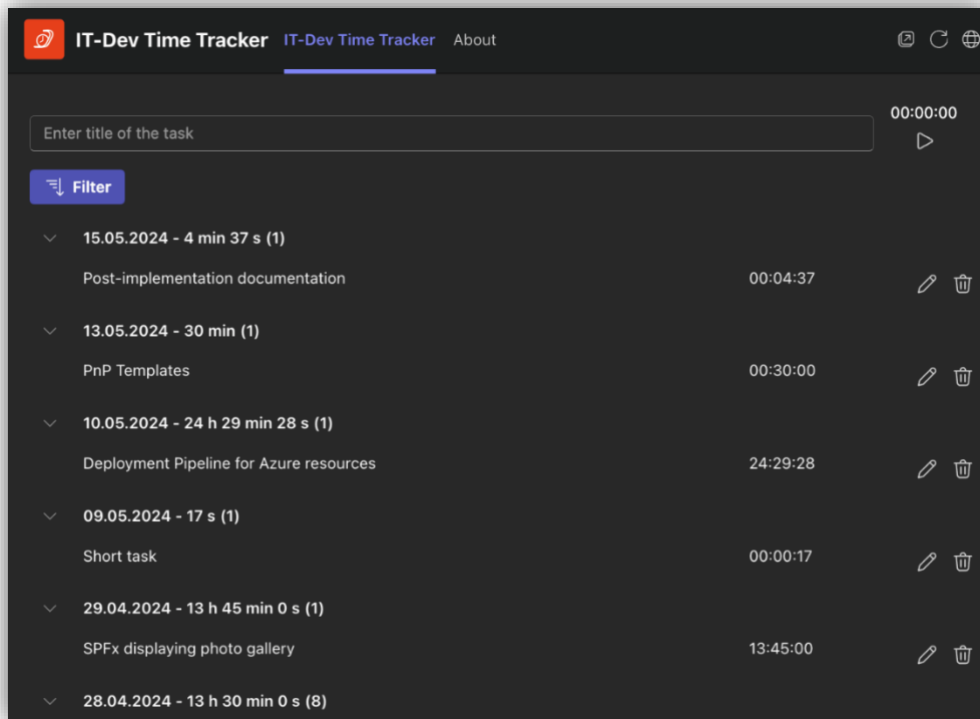 IT-Dev Time Tracker IT-Dev Time Tracker About
00:00:00
Enter title of the task
Filter
15.05.2024 - 4 min 37 s (1)
Post-implementation documentation 00:04:37
13.05.2024 - 30 min (1)
PnP Templates 00:30:00
10.05.2024 - 24 h 29 min 28 s (1)
Deployment Pipeline for Azure resources 24:29:28
09.05.2024 - 17 s (1)
Short task 00:00:17
29.04.2024 - 13 h 45 min 0 s (1)
SPFx displaying photo gallery 13:45:00
28.04.2024 - 13 h 30 min 0 s (8)